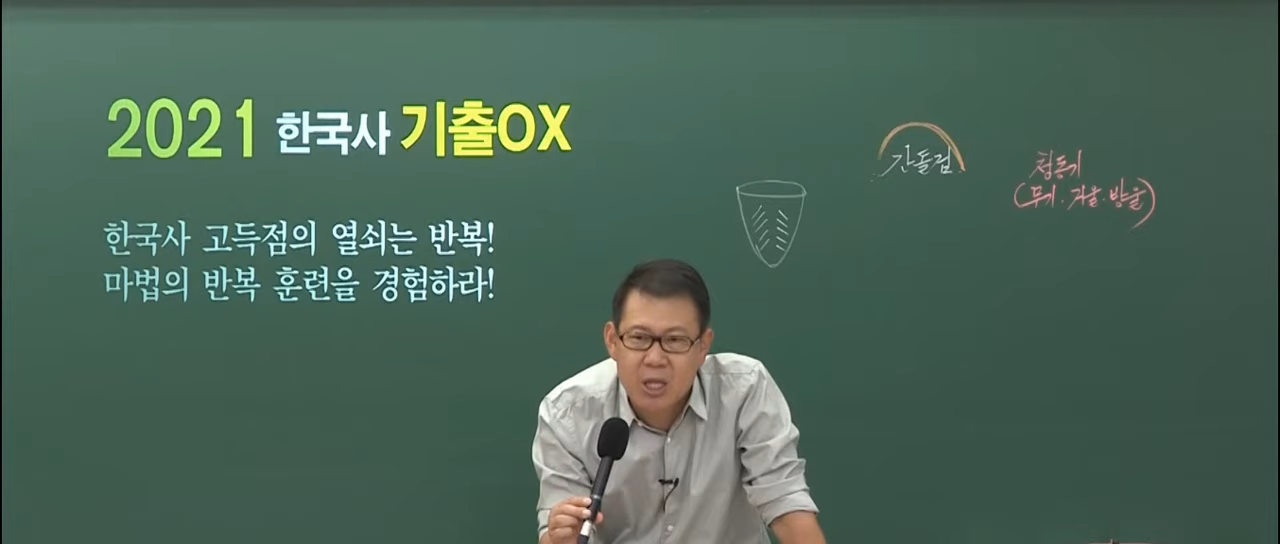 2021 한국사 기출OX
한국사 고득점의 열쇠는 반복!
마법의 반복 훈련을 경험하라!
간돌검
청동기
(무기·거울·방울)